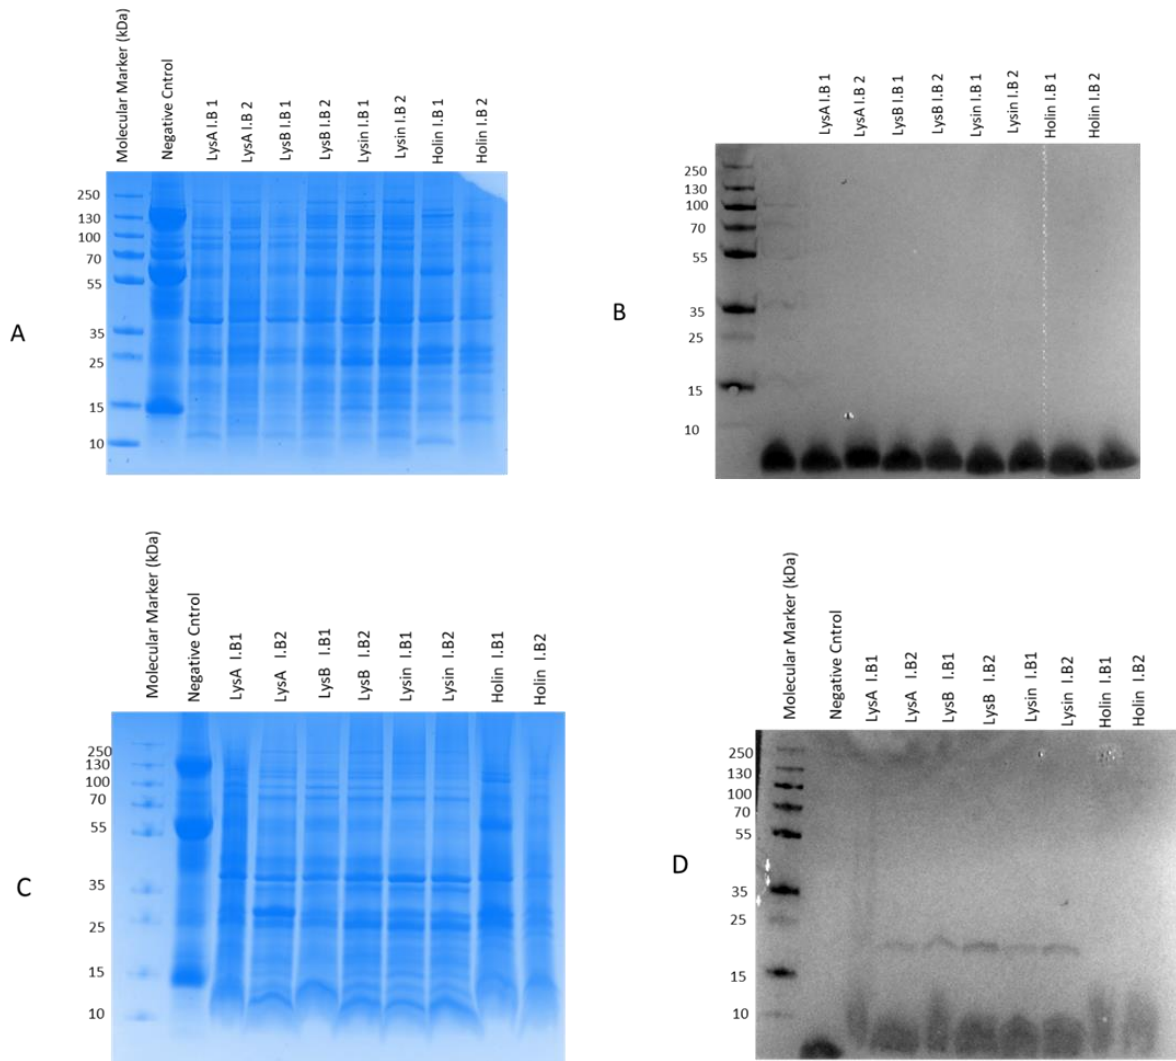 A
Molecular Marker (kDa)
Negative Cntrol
LysA I.B 1
LysA I.B 2
LysB I.B 1
LysB I.B 2
Lysin I.B 1
Lysin I.B 2
Holin I.B 1
Holin I.B 2
250
130
100
70
55
35
25
15
10
B
LysA I.B 1
LysA I.B 2
LysB I.B 1
LysB I.B 2
Lysin I.B 1
Lysin I.B 2
Holin I.B 1
Holin I.B 2
250
130
100
70
55
35
25
15
10
C
Molecular Marker (kDa)
Negative Cntrol
LysA I.B1
LysA I.B2
LysB I.B1
LysB I.B2
Lysin I.B1
Lysin I.B2
Holin I.B1
Holin I.B2
250
130
100
70
55
35
25
15
10
D
Molecular Marker (kDa)
Negative Cntrol
LysA I.B1
LysA I.B2
LysB I.B1
LysB I.B2
Lysin I.B1
Lysin I.B2
Holin I.B1
Holin I.B2
250
130
100
70
55
35
25
15
10